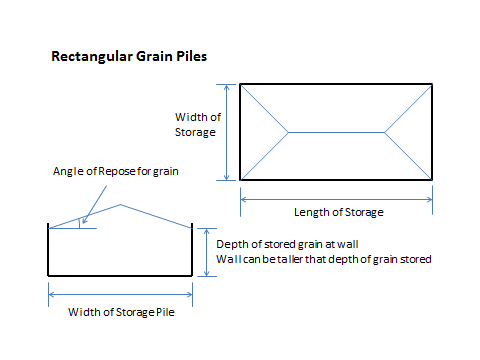 Rectangular Grain Piles
Width of
Storage
Angle of Repose for grain
Length of Storage
Depth of stored grain at wall
Wall can be taller that depth of grain stored
Width of Storage Pile